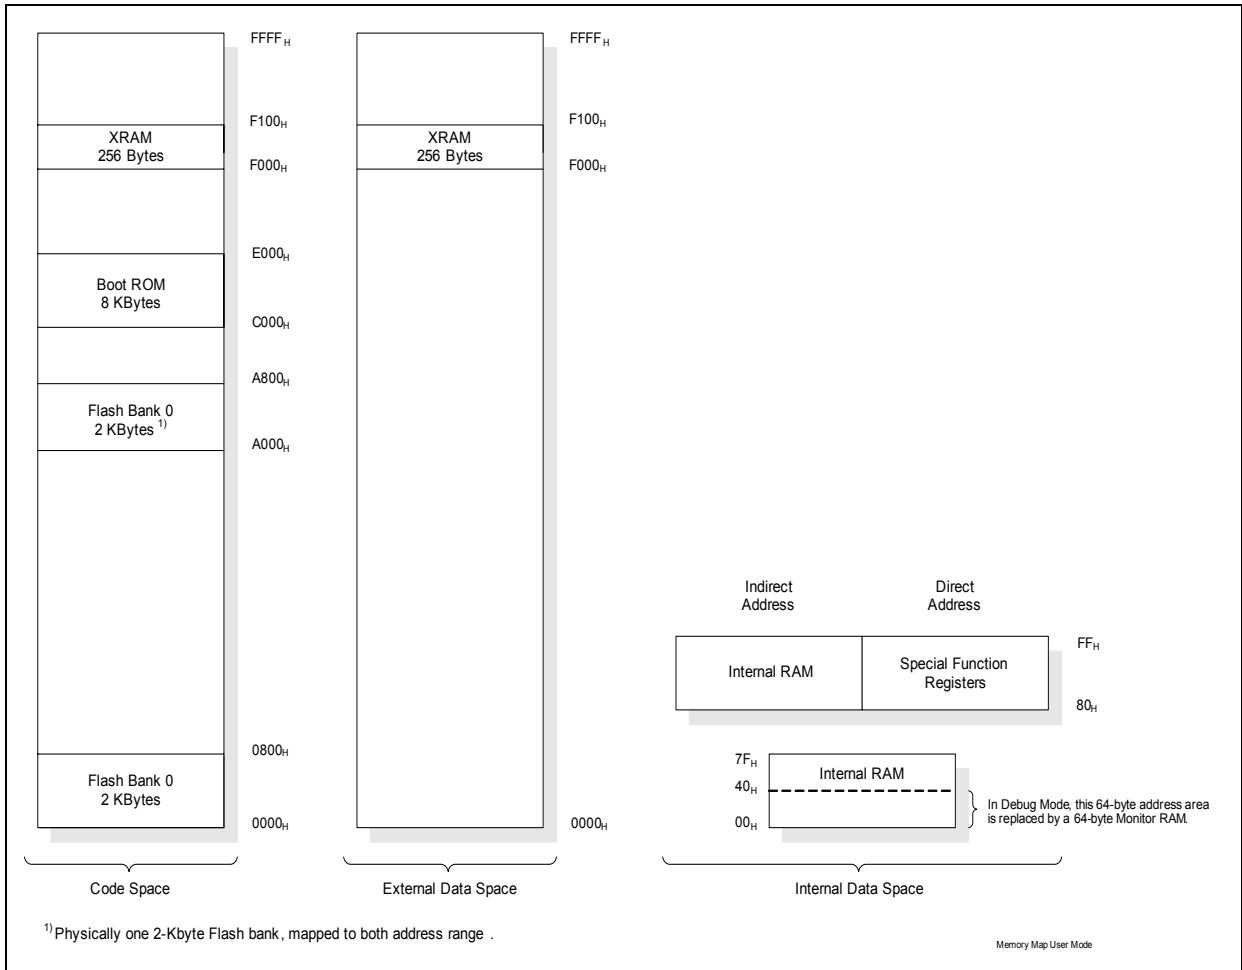 FFFFH
F100H
XRAM
256 Bytes
F000H
E000H
Boot ROM
8 KBytes
C000H
A800H
Flash Bank 0
2 KBytes 1)
A000H
0800H
Flash Bank 0
2 KBytes
0000H
Code Space
FFFFH
F100H
XRAM
256 Bytes
F000H
0000H
External Data Space
Indirect
Address
Direct
Address
Internal RAM
Special Function
Registers
FFH
80H
7FH
Internal RAM
40H
00H
In Debug Mode, this 64-byte address area
is replaced by a 64-byte Monitor RAM.
Internal Data Space
1) Physically one 2-Kbyte Flash bank, mapped to both address range .
Memory Map User Mode